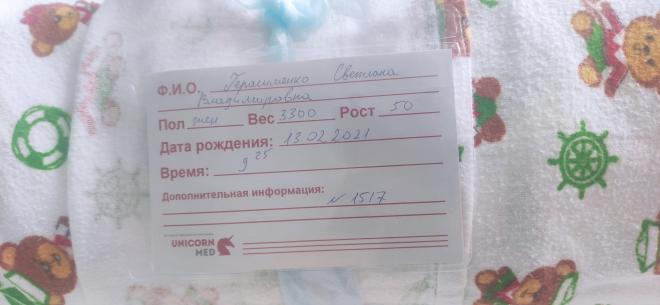 Ф.И.О. Герасименко Светлана
Владимировна
Пол жен Вес 3300 Рост 50
Дата рождения: 13.02.2021
Время: 9 25
Дополнительная информация:
N 1517
UNICORN
MED